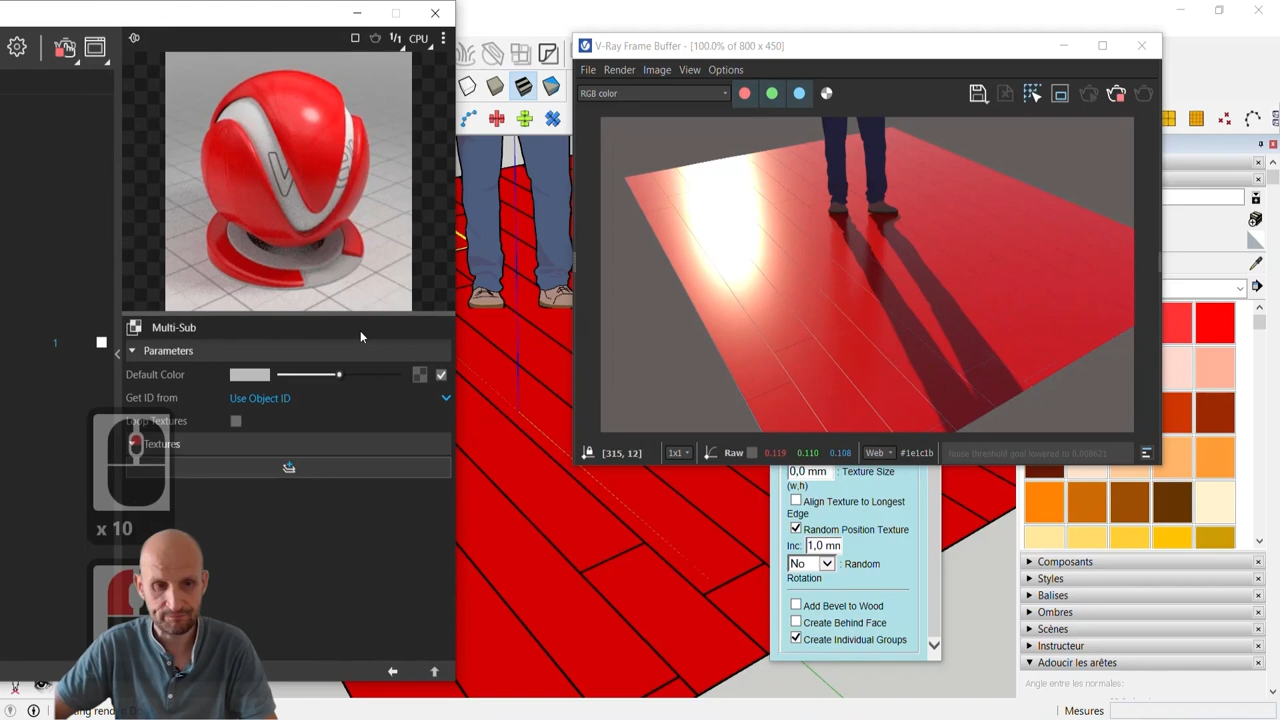 1/1
CPU
Multi-Sub
Parameters
Default Color
Get ID from
Use Object ID
Loop Textures
Textures
1
x 10
V-Ray Frame Buffer - [100.0% of 800 x 450]
File Render Image View Options
RGB color
[315, 12]
1x1
Raw
0.119 0.110 0.108
Web
#1e1c1b
0,0 mm : Texture Size
(w,h)
Align Texture to Longest
Edge
Random Position Texture
Inc: 1,0 mn
No : Random
Rotation
Add Bevel to Wood
Create Behind Face
Create Individual Groups
Composants
Styles
Balises
Ombres
Scènes
Instructeur
Adoucir les arêtes
Angle entre les normales:
Mesures